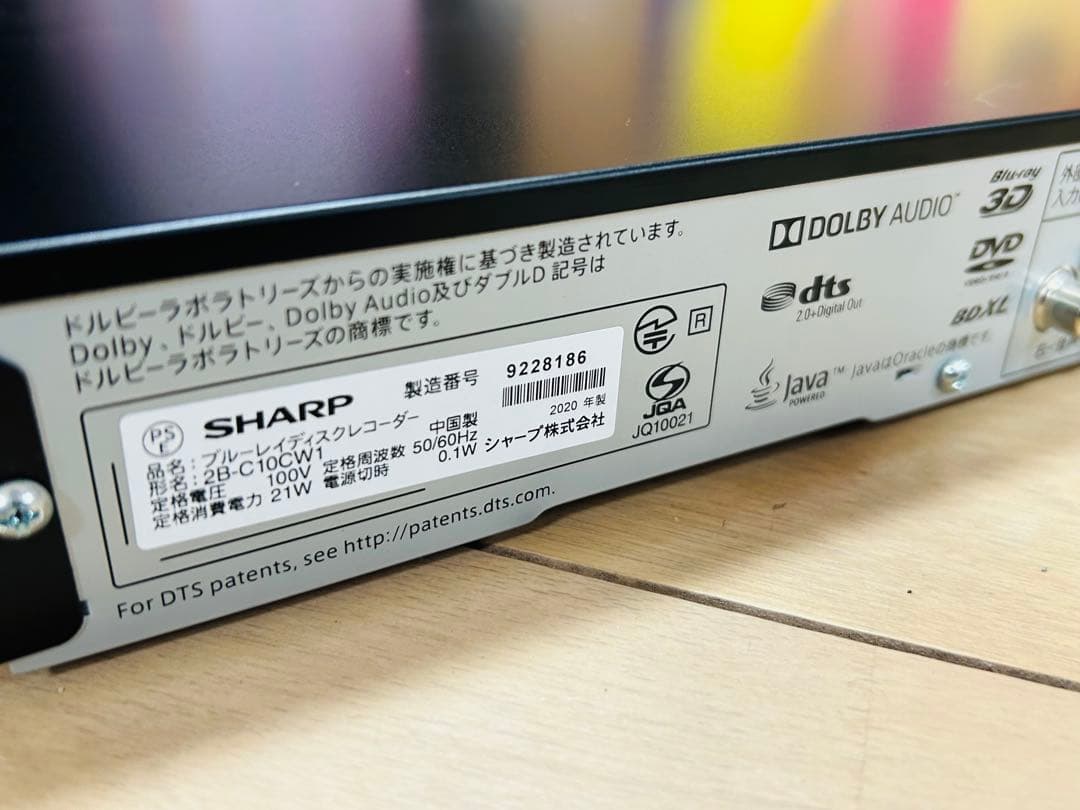 ドルビーラボラトリーズからの実施権に基づき製造されています。
Dolby、ドルビー、Dolby Audio及びダブルD 記号は
ドルビーラボラトリーズの商標です。
PS
E
SHARP
製造番号 9228186
品名:ブルーレイディスクレコーダー 2020 年製
形名:2B-C10CW1 中国製
定格電圧 100V 定格周波数 50/60Hz シャープ株式会社
定格消費電力 21W 電源切時 0.1W
R
JQA
JQ10021
For DTS patents, see http://patents.dts.com.
DOLBY AUDIO™
dts
2.0+Digital Out
Java™
POWERED
JavaはOracleの商標です。
Blu-ray
3D
DVD
BDXL
入力